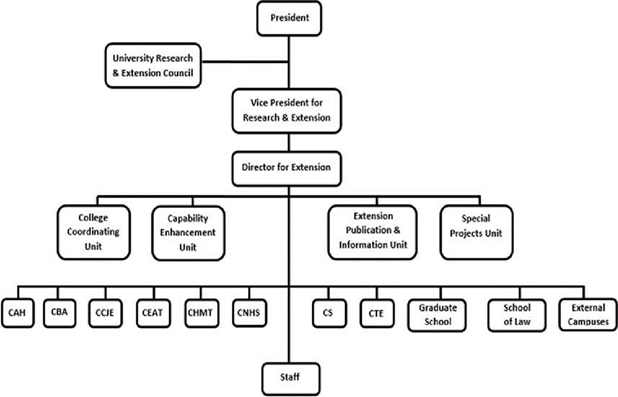 President
University Research
& Extension Council
Vice President for
Research & Extension
Director for Extension
College
Coordinating
Unit
Capability
Enhancement
Unit
Extension
Publication &
Information Unit
Special
Projects Unit
CAH
CBA
CCJE
CEAT
CHMT
CNHS
CS
CTE
Graduate
School
School
of Law
External
Campuses
Staff